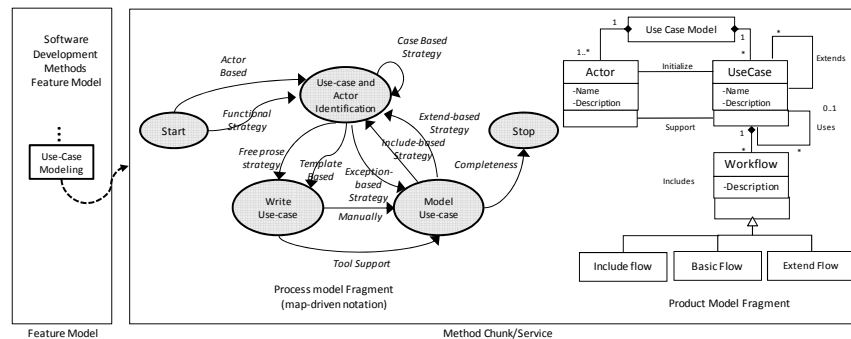 Software
Development
Methods
Feature Model
Use-Case
Modeling
Feature Model
Start
Actor
Based
Functional
Strategy
Use-case and
Actor
Identification
Case Based
Strategy
Free prose
strategy
Template
Based
Exception-
based
Strategy
Include-based
Strategy
Extend-based
Strategy
Stop
Completeness
Write
Use-case
Manually
Model
Use-case
Tool Support
Process model Fragment
(map-driven notation)
Method Chunk/Service
1
Use Case Model
1
1..*
*
*
Actor
-Name
-Description
Initialize
UseCase
-Name
-Description
Extends
Support
0..1
Uses
1
*
*
Includes
Workflow
-Description
Include flow
Basic Flow
Extend Flow
Product Model Fragment